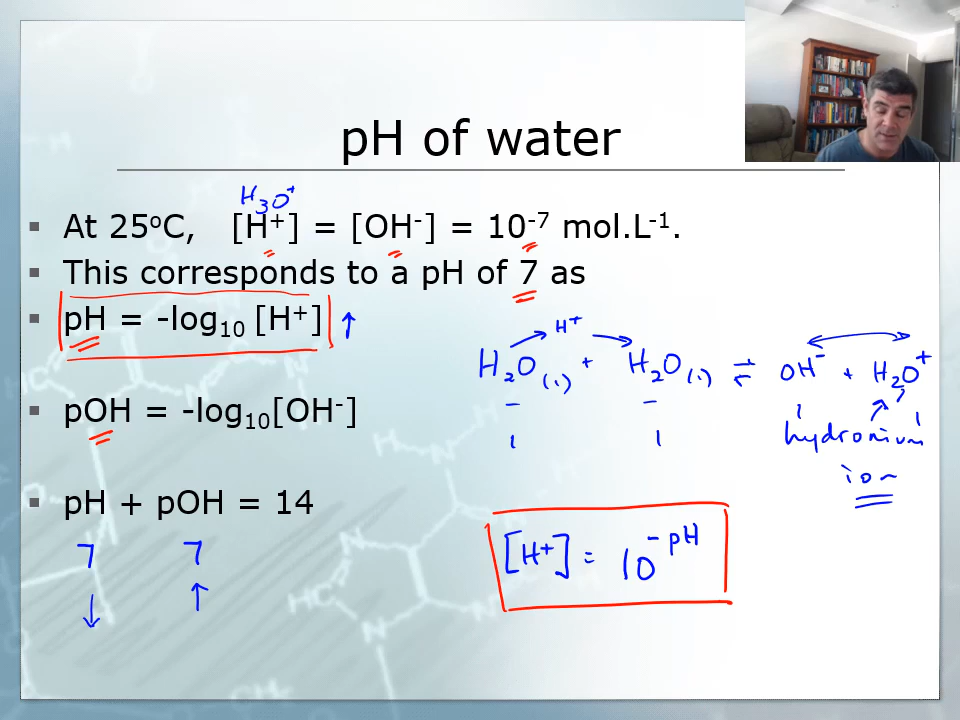 pH of water
H₃O⁺
▪ At 25ºC, [H⁺] = [OH⁻] = 10⁻⁷ mol.L⁻¹.
▪ This corresponds to a pH of 7 as
▪ pH = -log₁₀ [H⁺] ↑
H⁺
H₂O(l) + H₂O(l) ⇌ OH⁻ + H₂O⁺
▪ pOH = -log₁₀[OH⁻]
hydronium
ion
▪ pH + pOH = 14
7 7
↓ ↑
[H⁺] = 10⁻ᵖᴴ